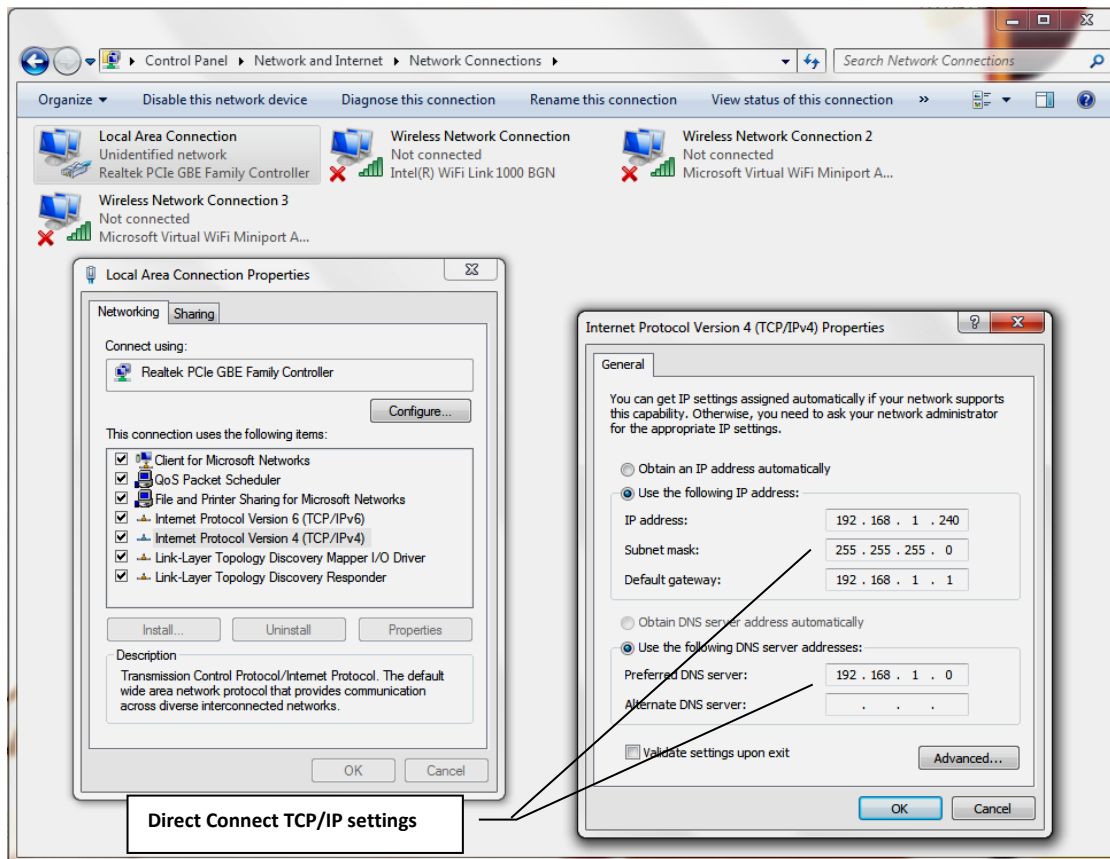 Control Panel Network and Internet Network Connections
Search Network Connections
Organize Disable this network device Diagnose this connection Rename this connection View status of this connection »
Local Area Connection
Unidentified network
Realtek PCIe GBE Family Controller
Wireless Network Connection
Not connected
Intel(R) WiFi Link 1000 BGN
Wireless Network Connection 2
Not connected
Microsoft Virtual WiFi Miniport A...
Wireless Network Connection 3
Not connected
Microsoft Virtual WiFi Miniport A...
Local Area Connection Properties
Networking Sharing
Connect using:
Realtek PCIe GBE Family Controller
Configure...
This connection uses the following items:
Client for Microsoft Networks
QoS Packet Scheduler
File and Printer Sharing for Microsoft Networks
Internet Protocol Version 6 (TCP/IPv6)
Internet Protocol Version 4 (TCP/IPv4)
Link-Layer Topology Discovery Mapper I/O Driver
Link-Layer Topology Discovery Responder
Install... Uninstall Properties
Description
Transmission Control Protocol/Internet Protocol. The default
wide area network protocol that provides communication
across diverse interconnected networks.
OK Cancel
Internet Protocol Version 4 (TCP/IPv4) Properties
General
You can get IP settings assigned automatically if your network supports
this capability. Otherwise, you need to ask your network administrator
for the appropriate IP settings.
Obtain an IP address automatically
Use the following IP address:
IP address: 192 . 168 . 1 . 240
Subnet mask: 255 . 255 . 255 . 0
Default gateway: 192 . 168 . 1 . 1
Obtain DNS server address automatically
Use the following DNS server addresses:
Preferred DNS server: 192 . 168 . 1 . 0
Alternate DNS server: . . .
Validate settings upon exit
Advanced...
OK Cancel
Direct Connect TCP/IP settings